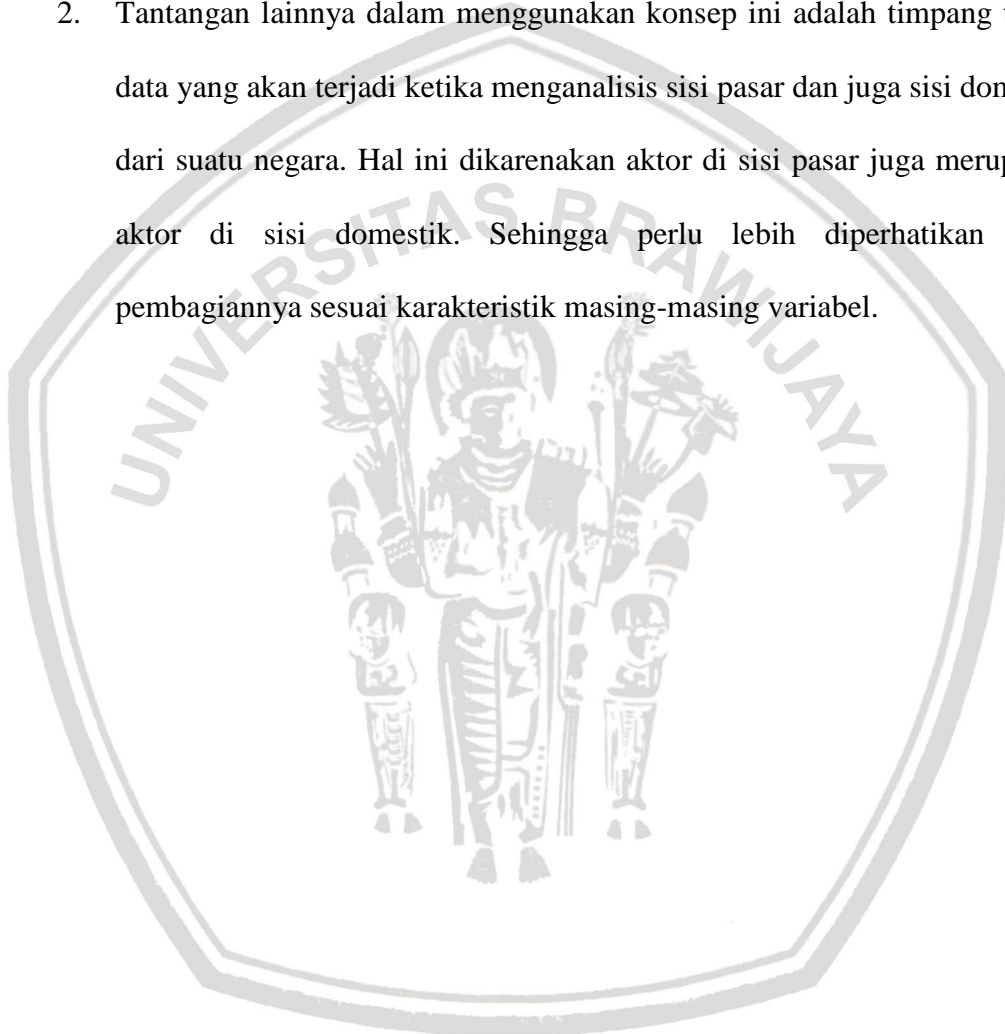 2. Tantangan lainnya dalam menggunakan konsep ini adalah timpang
data yang akan terjadi ketika menganalisis sisi pasar dan juga sisi
dari suatu negara. Hal ini dikarenakan aktor di sisi pasar juga
aktor di sisi domestik. Sehingga perlu lebih diperhatikan
pembagiannya sesuai karakteristik masing-masing variabel.
UNIVERSITAS BRAWIJAYA